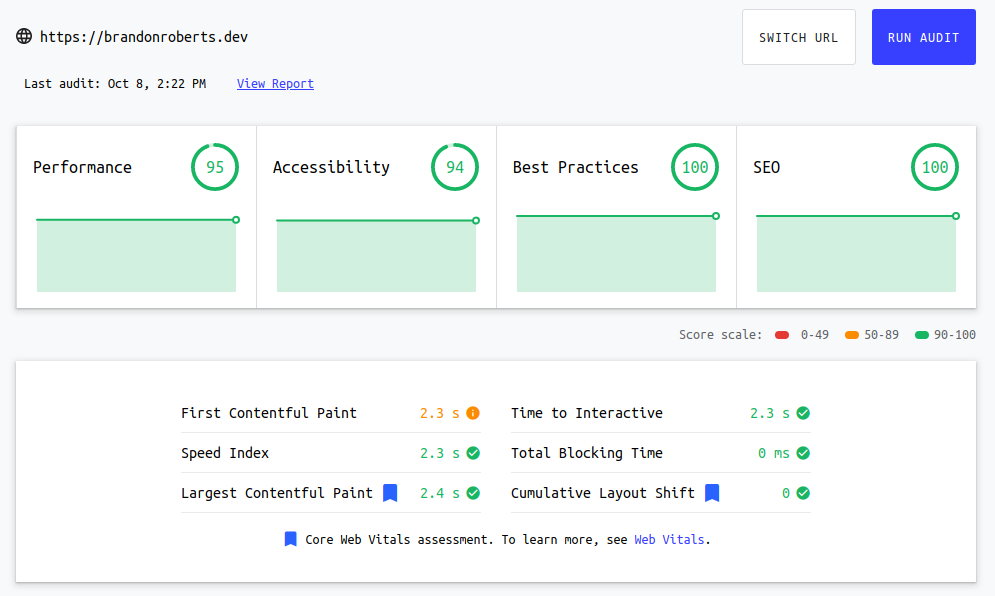 https://brandonroberts.dev
SWITCH URL
RUN AUDIT
Last audit: Oct 8, 2:22 PM View Report
Performance 95
Accessibility 94
Best Practices 100
SEO 100
Score scale: 0-49 50-89 90-100
First Contentful Paint 2.3 s
Time to Interactive 2.3 s
Speed Index 2.3 s
Total Blocking Time 0 ms
Largest Contentful Paint 2.4 s
Cumulative Layout Shift 0
Core Web Vitals assessment. To learn more, see Web Vitals.